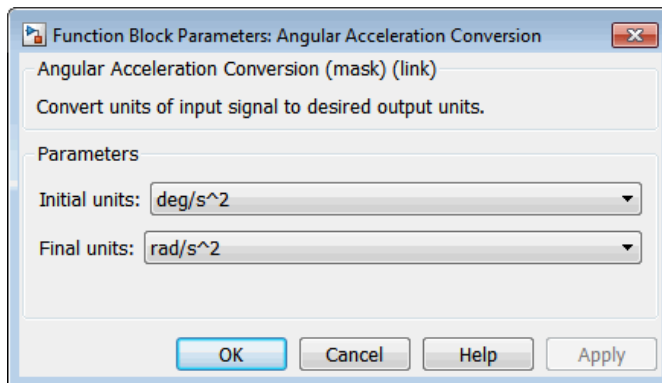 Function Block Parameters: Angular Acceleration Conversion
Angular Acceleration Conversion (mask) (link)
Convert units of input signal to desired output units.
Parameters
Initial units: deg/s^2
Final units: rad/s^2
OK Cancel Help Apply